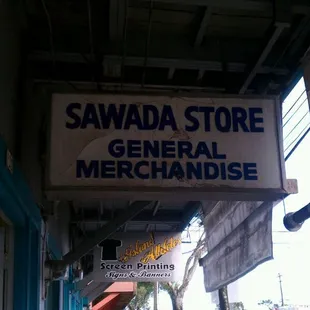 SAWADA STORE
GENERAL
MERCHANDISE
Screen Printing
Signs & Banners